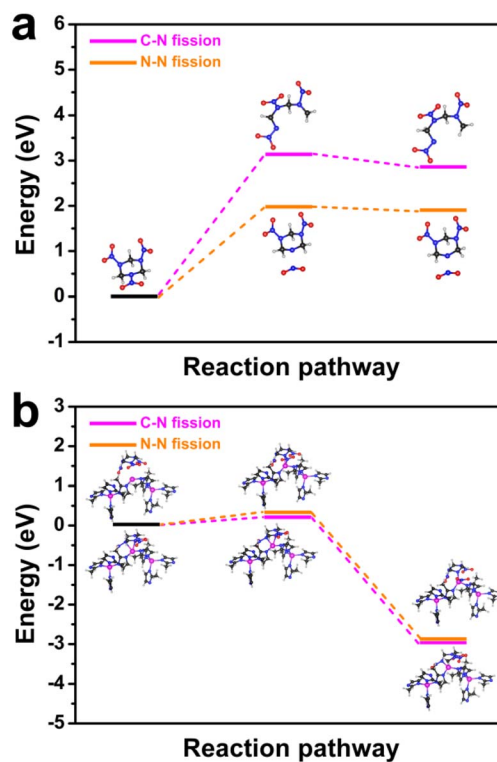 a
6
5
4
3
2
1
0
-1
Energy (eV)
C-N fission
N-N fission
Reaction pathway
b
3
2
1
0
-1
-2
-3
-4
-5
Energy (eV)
C-N fission
N-N fission
Reaction pathway